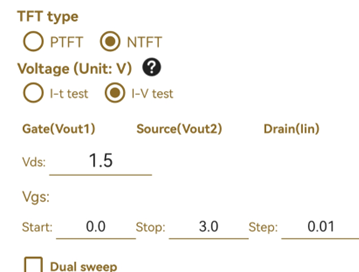 TFT type
PTFT NTFT
Voltage (Unit: V) ?
I-t test I-V test
Gate(Vout1) Source(Vout2) Drain(Iin)
Vds: 1.5
Vgs:
Start: 0.0 Stop: 3.0 Step: 0.01
Dual sweep